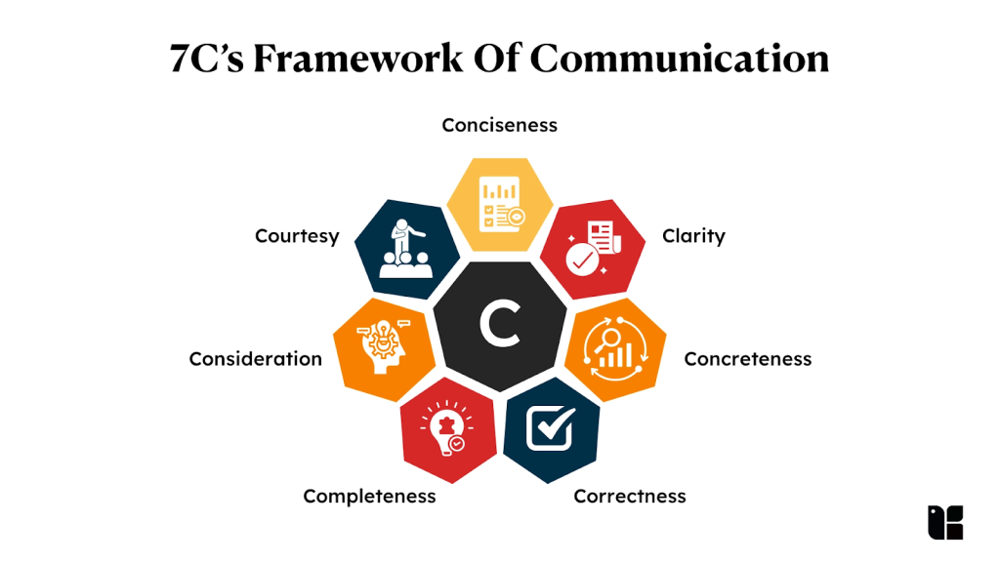 7C’s Framework Of Communication
Conciseness
Courtesy
Clarity
C
Consideration
Concreteness
Completeness
Correctness